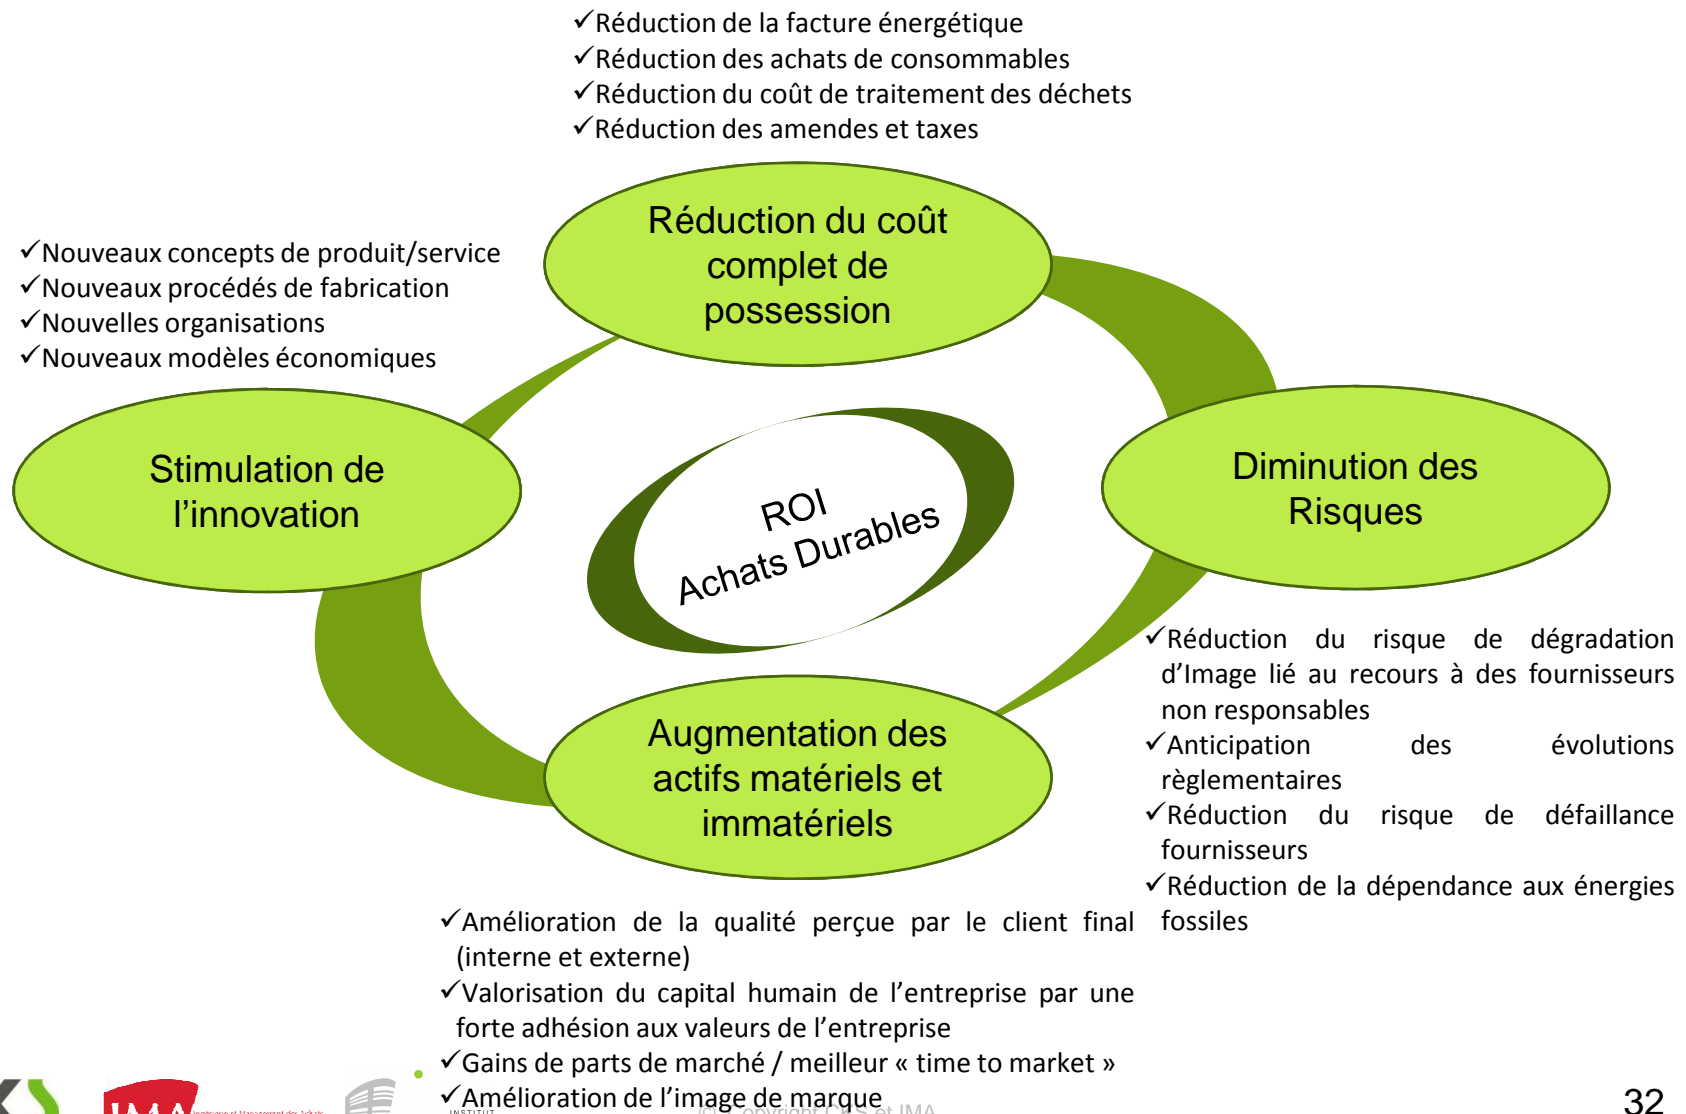 ✓Réduction de la facture énergétique
✓Réduction des achats de consommables
✓Réduction du coût de traitement des déchets
✓Réduction des amendes et taxes
Réduction du coût
complet de
possession
✓Nouveaux concepts de produit/service
✓Nouveaux procédés de fabrication
✓Nouvelles organisations
✓Nouveaux modèles économiques
Stimulation de
l’innovation
ROI
Achats Durables
Diminution des
Risques
✓Réduction du risque de dégradation
d’Image lié au recours à des fournisseurs
non responsables
✓Anticipation des évolutions
règlementaires
✓Réduction du risque de défaillance
fournisseurs
✓Réduction de la dépendance aux énergies
fossiles
Augmentation des
actifs matériels et
immatériels
✓Amélioration de la qualité perçue par le client final
(interne et externe)
✓Valorisation du capital humain de l’entreprise par une
forte adhésion aux valeurs de l’entreprise
✓Gains de parts de marché / meilleur « time to market »
✓Amélioration de l’image de marque
IMA
INSTITUT
Copyright CKS et IMA
32